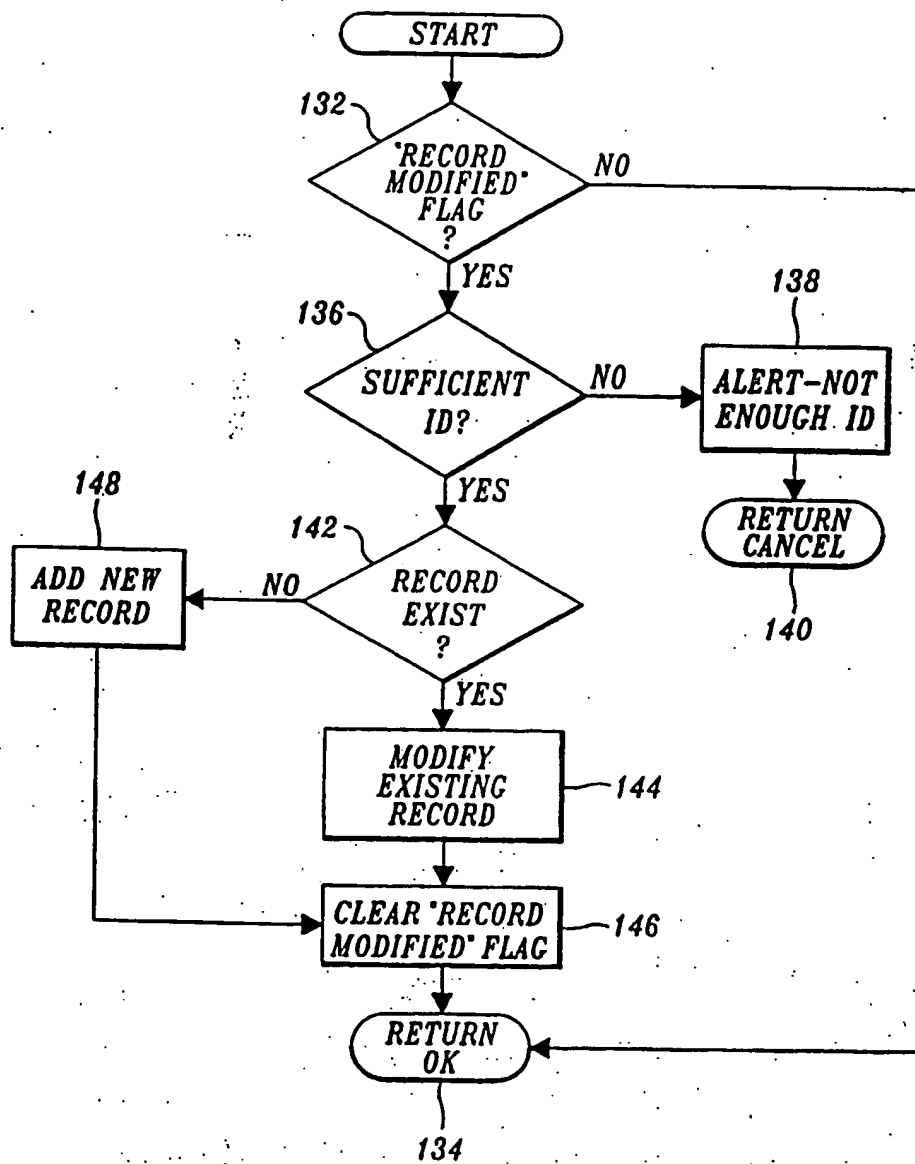 START
132
"RECORD
MODIFIED"
FLAG
?
NO
YES
136
SUFFICIENT
ID?
NO
138
ALERT-NOT
ENOUGH ID
YES
RETURN
CANCEL
140
142
RECORD
EXIST
?
NO
148
ADD NEW
RECORD
YES
MODIFY
EXISTING
RECORD
144
CLEAR "RECORD
MODIFIED" FLAG
146
RETURN
OK
134